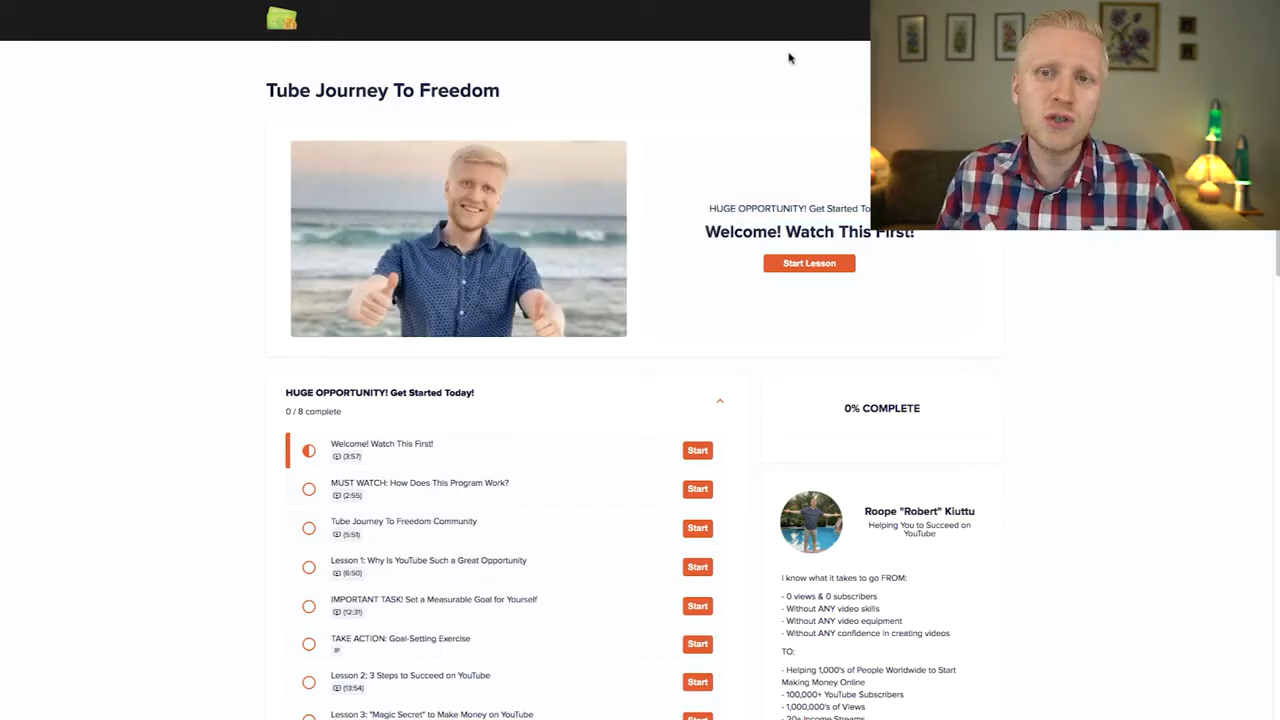 Tube Journey To Freedom
HUGE OPPORTUNITY! Get Started To
Welcome! Watch This First!
Start Lesson
HUGE OPPORTUNITY! Get Started Today!
0 / 8 complete
0% COMPLETE
Welcome! Watch This First!
(3:57)
Start
MUST WATCH: How Does This Program Work?
(2:55)
Start
Tube Journey To Freedom Community
(5:51)
Start
Lesson 1: Why Is YouTube Such a Great Opportunity
(6:50)
Start
IMPORTANT TASK! Set a Measurable Goal for Yourself
(12:31)
Start
TAKE ACTION: Goal-Setting Exercise
Start
Lesson 2: 3 Steps to Succeed on YouTube
(13:54)
Start
Lesson 3: "Magic Secret" to Make Money on YouTube
Roope "Robert" Kiuttu
Helping You to Succeed on
YouTube
I know what it takes to go FROM:
- 0 views & 0 subscribers
- Without ANY video skills
- Without ANY video equipment
- Without ANY confidence in creating videos
TO:
- Helping 1,000's of People Worldwide to Start
Making Money Online
- 100,000+ YouTube Subscribers
- 1,000,000's of Views
- 20+ Income Streams